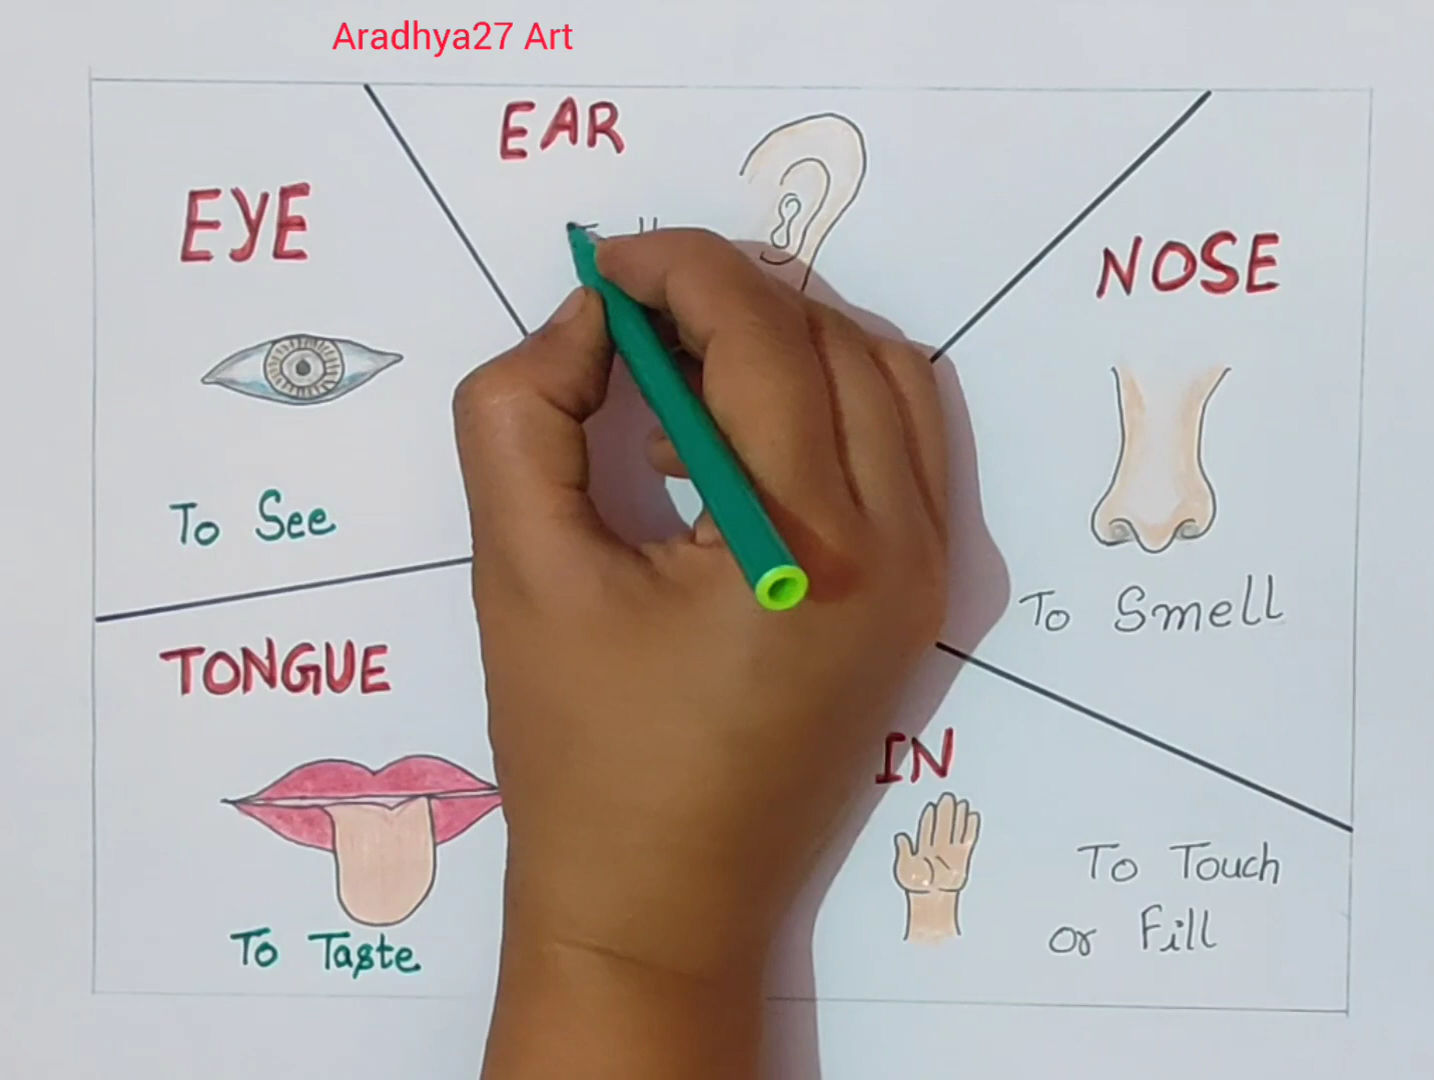 Aradhya27 Art
EAR
EYE
NOSE
To See
To Smell
TONGUE
IN
To Touch
or Fill
To Taste